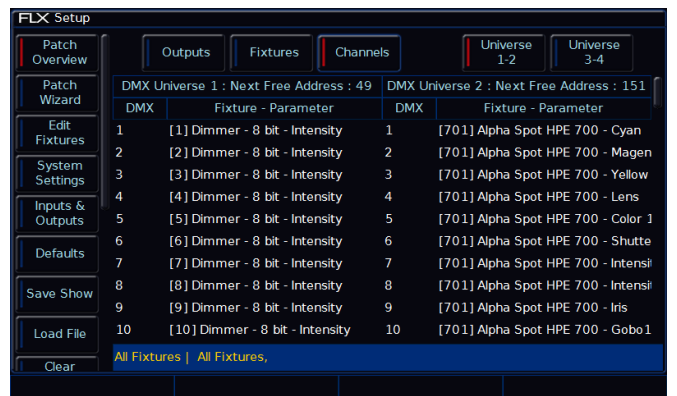 FLX Setup
Patch
Overview
Patch
Wizard
Edit
Fixtures
System
Settings
Inputs &
Outputs
Defaults
Save Show
Load File
Clear
Outputs
Fixtures
Channels
Universe
1-2
Universe
3-4
DMX Universe 1 : Next Free Address : 49 DMX Universe 2 : Next Free Address : 151
DMX Fixture - Parameter DMX Fixture - Parameter
1 [1] Dimmer - 8 bit - Intensity 1 [701] Alpha Spot HPE 700 - Cyan
2 [2] Dimmer - 8 bit - Intensity 2 [701] Alpha Spot HPE 700 - Magen
3 [3] Dimmer - 8 bit - Intensity 3 [701] Alpha Spot HPE 700 - Yellow
4 [4] Dimmer - 8 bit - Intensity 4 [701] Alpha Spot HPE 700 - Lens
5 [5] Dimmer - 8 bit - Intensity 5 [701] Alpha Spot HPE 700 - Color 1
6 [6] Dimmer - 8 bit - Intensity 6 [701] Alpha Spot HPE 700 - Shutte
7 [7] Dimmer - 8 bit - Intensity 7 [701] Alpha Spot HPE 700 - Intensi
8 [8] Dimmer - 8 bit - Intensity 8 [701] Alpha Spot HPE 700 - Intensi
9 [9] Dimmer - 8 bit - Intensity 9 [701] Alpha Spot HPE 700 - Iris
10 [10] Dimmer - 8 bit - Intensity 10 [701] Alpha Spot HPE 700 - Gobo1
All Fixtures | All Fixtures,